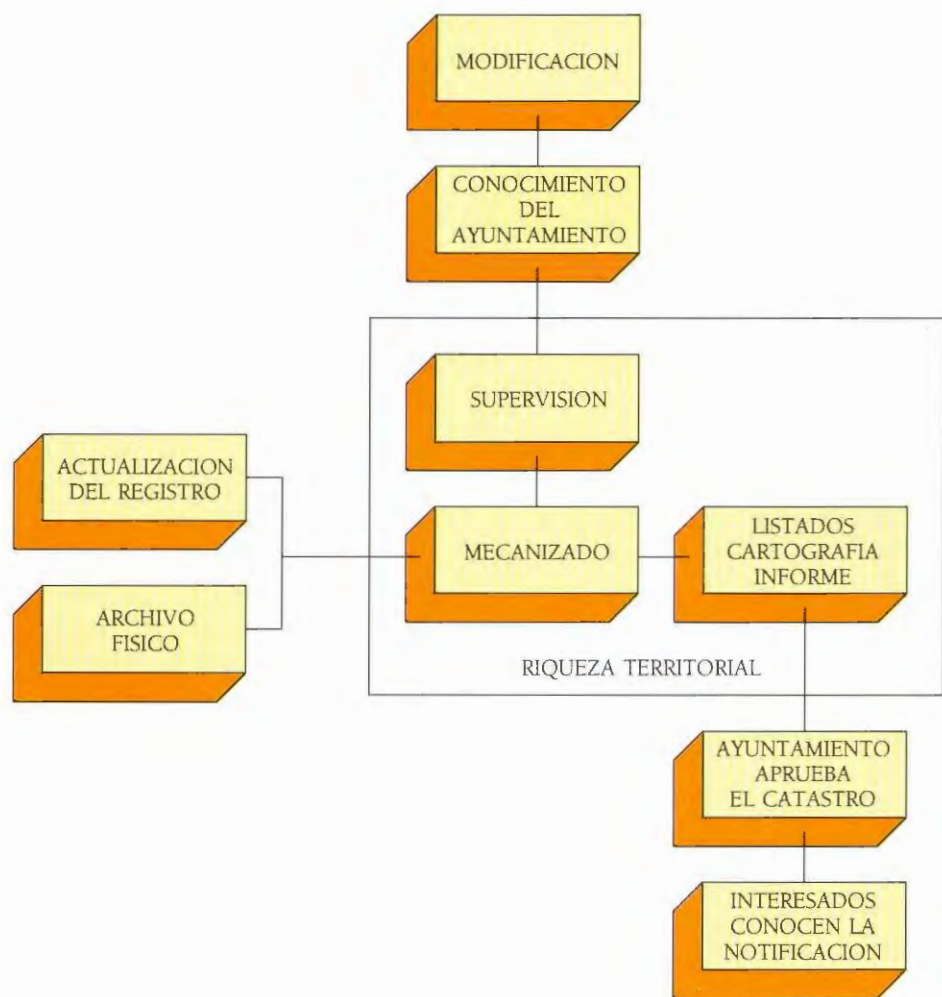 MODIFICACION
CONOCIMIENTO
DEL
AYUNTAMIENTO
SUPERVISION
ACTUALIZACION
DEL REGISTRO
MECANIZADO
LISTADOS
CARTOGRAFIA
INFORME
ARCHIVO
FISICO
RIQUEZA TERRITORIAL
AYUNTAMIENTO
APRUEBA
EL CATASTRO
INTERESADOS
CONOCEN LA
NOTIFICACION